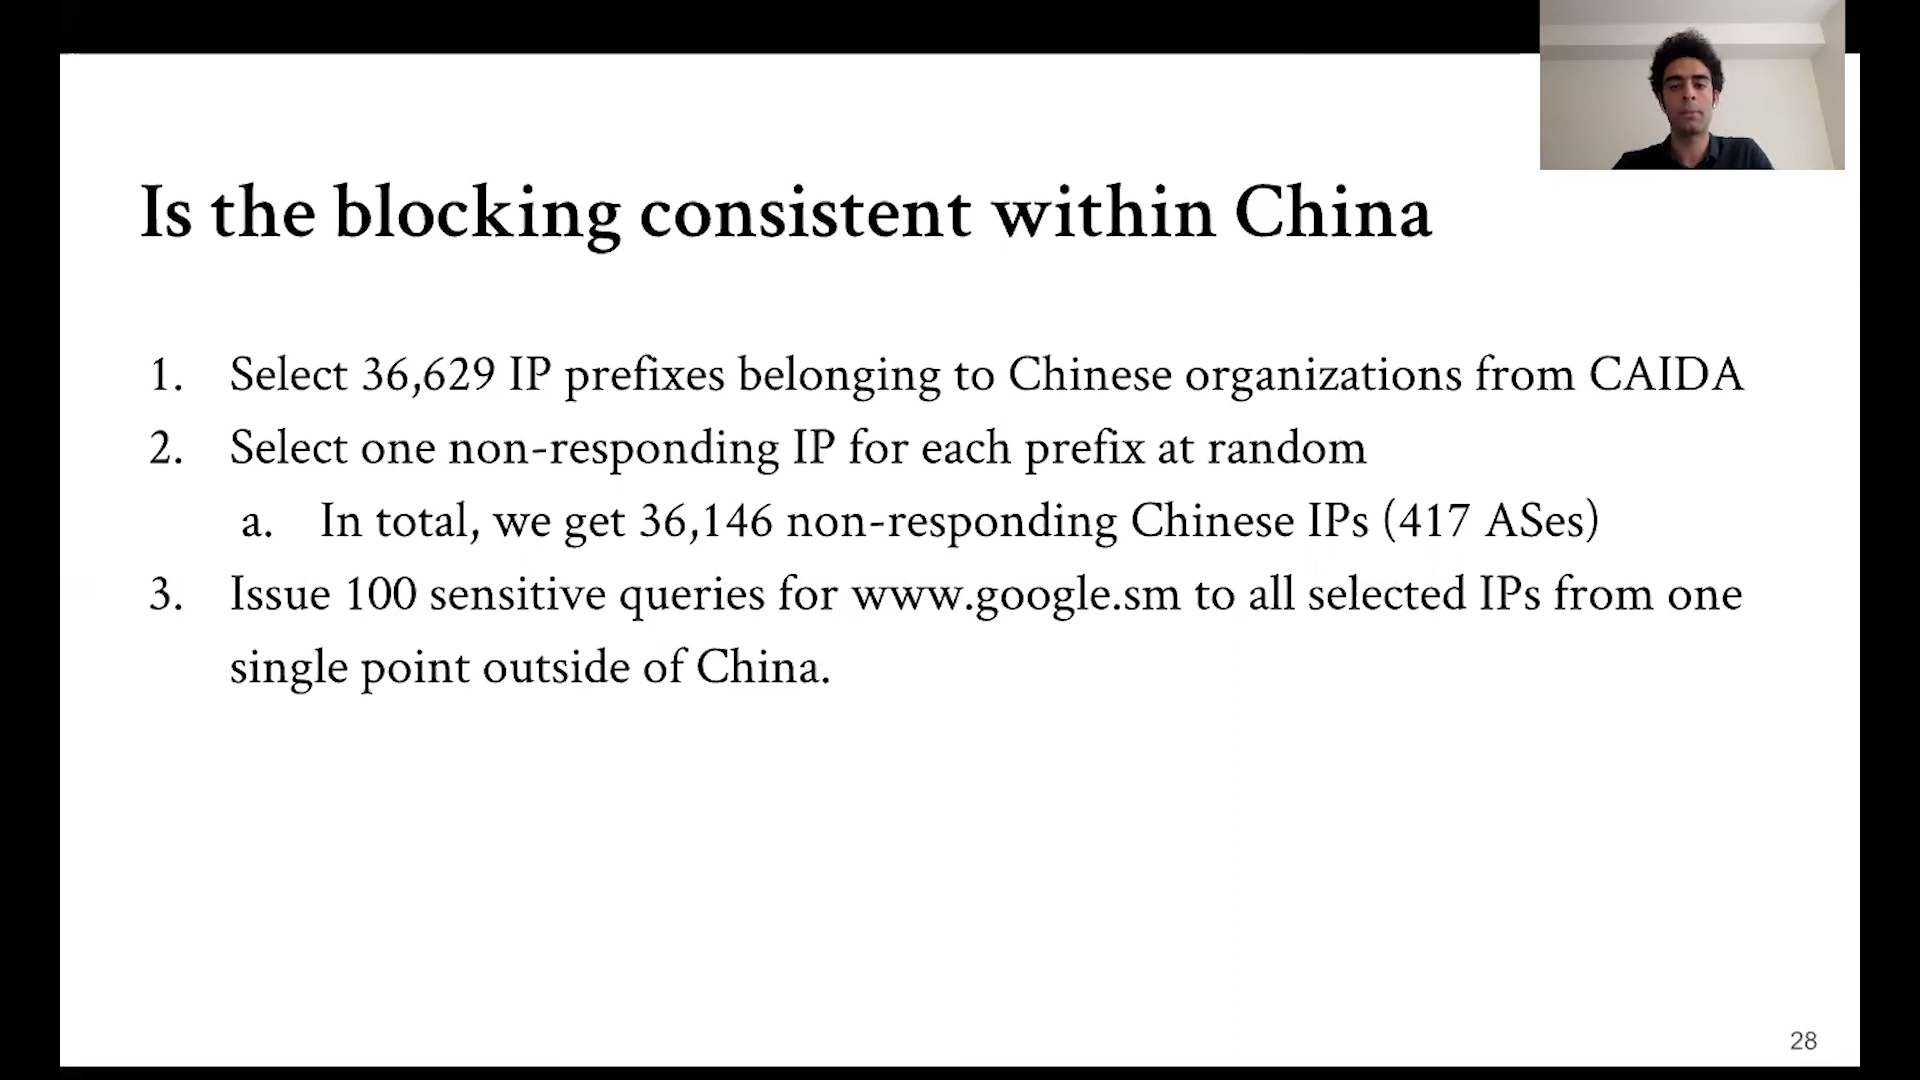 Is the blocking consistent within China
1. Select 36,629 IP prefixes belonging to Chinese organizations from CAIDA
2. Select one non-responding IP for each prefix at random
a. In total, we get 36,146 non-responding Chinese IPs (417 ASes)
3. Issue 100 sensitive queries for www.google.sm to all selected IPs from one
single point outside of China.
28